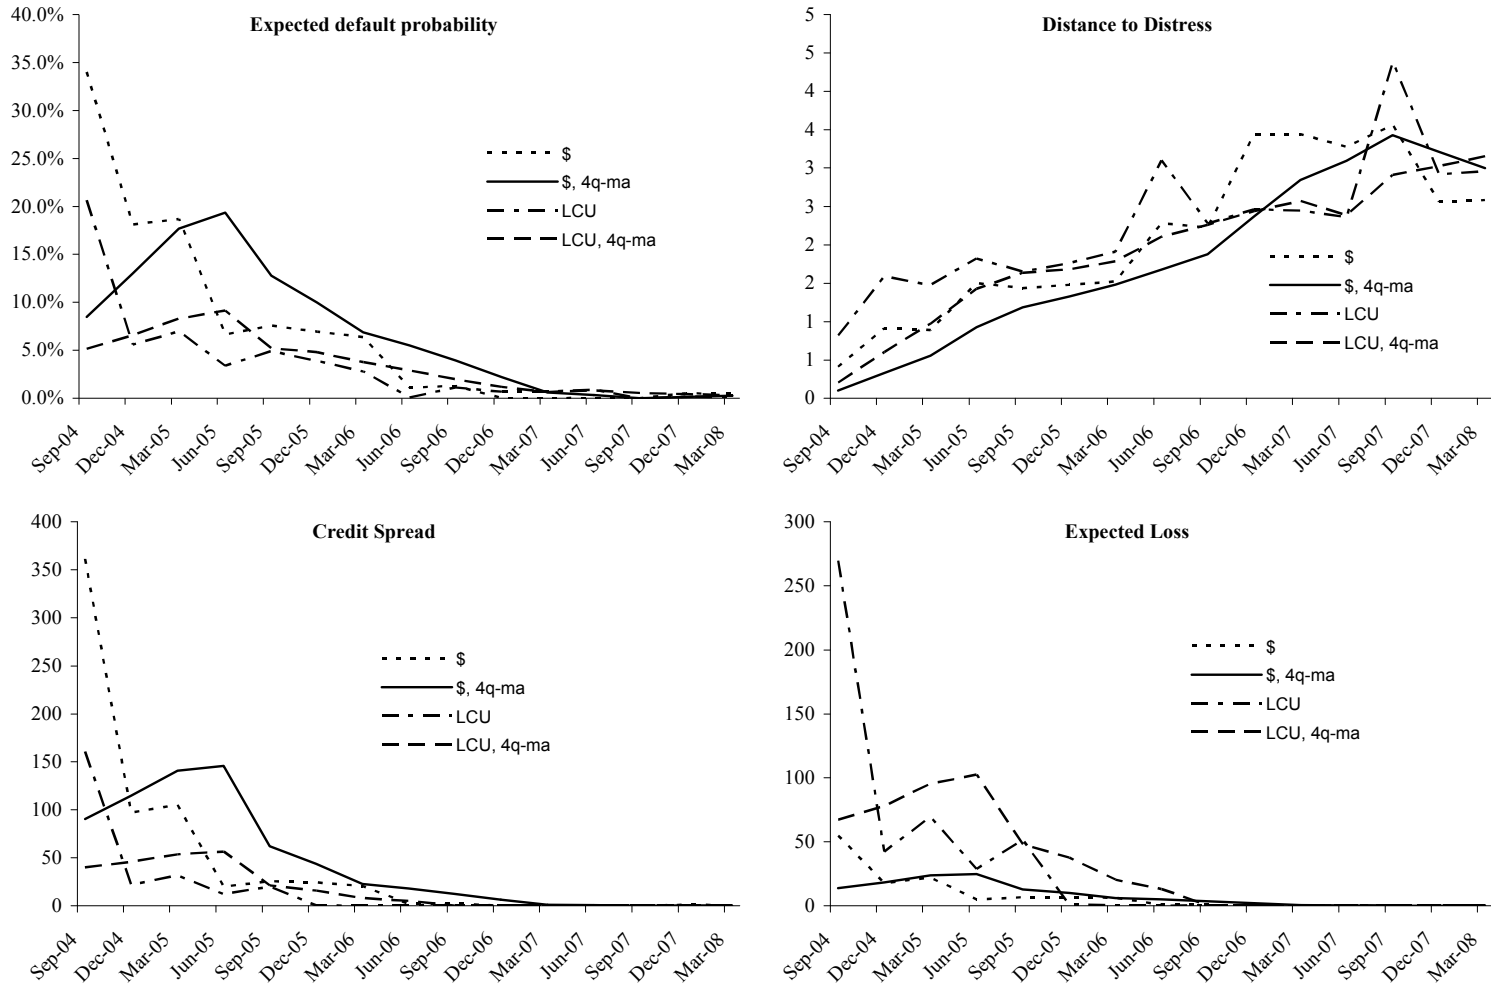 Expected default probability
40.0%
35.0%
30.0%
25.0%
20.0%
15.0%
10.0%
5.0%
0.0%
$
$, 4q-ma
LCU
LCU, 4q-ma
Sep-04 Dec-04 Mar-05 Jun-05 Sep-05 Dec-05 Mar-06 Jun-06 Sep-06 Dec-06 Mar-07 Jun-07 Sep-07 Dec-07 Mar-08
Distance to Distress
5
5
4
4
3
3
2
2
1
1
0
$
$, 4q-ma
LCU
LCU, 4q-ma
Sep-04 Dec-04 Mar-05 Jun-05 Sep-05 Dec-05 Mar-06 Jun-06 Sep-06 Dec-06 Mar-07 Jun-07 Sep-07 Dec-07 Mar-08
Credit Spread
400
350
300
250
200
150
100
50
0
$
$, 4q-ma
LCU
LCU, 4q-ma
Sep-04 Dec-04 Mar-05 Jun-05 Sep-05 Dec-05 Mar-06 Jun-06 Sep-06 Dec-06 Mar-07 Jun-07 Sep-07 Dec-07 Mar-08
Expected Loss
300
250
200
150
100
50
0
$
$, 4q-ma
LCU
LCU, 4q-ma
Sep-04 Dec-04 Mar-05 Jun-05 Sep-05 Dec-05 Mar-06 Jun-06 Sep-06 Dec-06 Mar-07 Jun-07 Sep-07 Dec-07 Mar-08